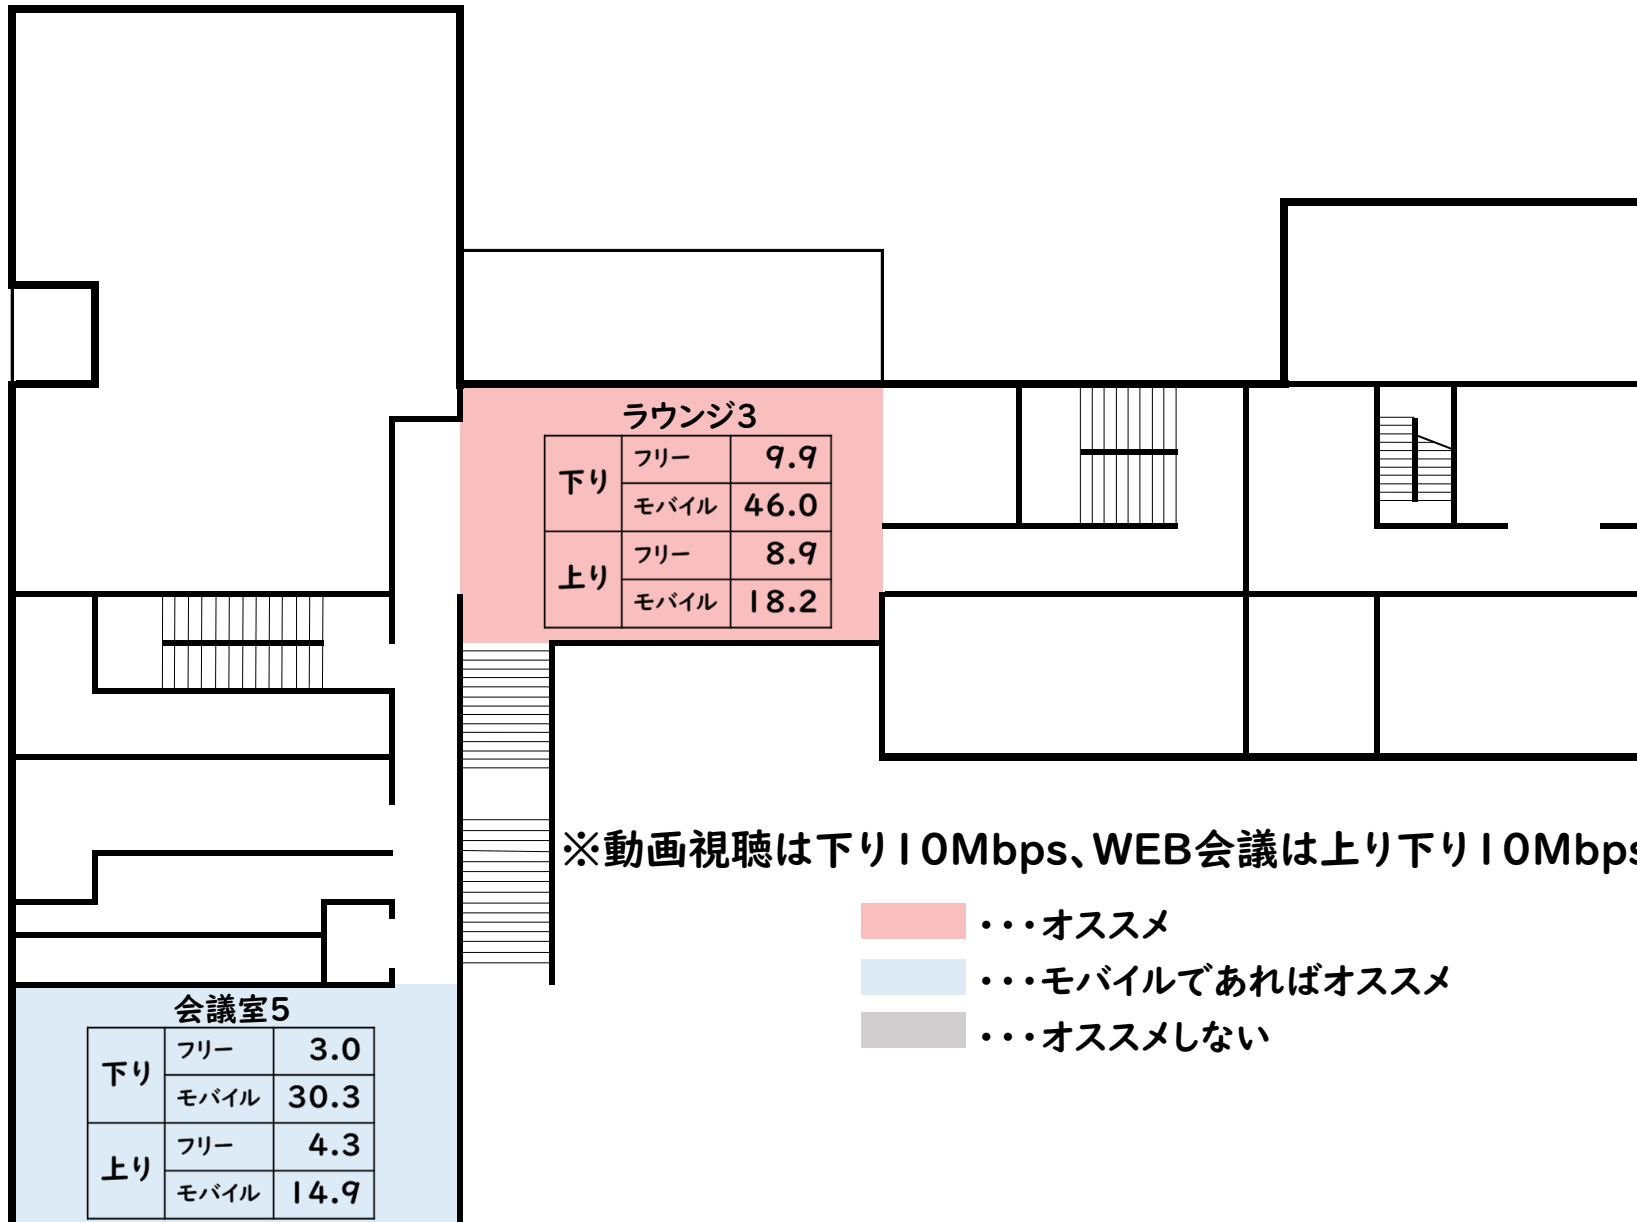 ラウンジ3
下り フリー 9.9
モバイル 46.0
上り フリー 8.9
モバイル 18.2
※動画視聴は下り10Mbps、WEB会議は上り下り10Mbps
・・・オススメ
・・・モバイルであればオススメ
・・・オススメしない
会議室5
下り フリー 3.0
モバイル 30.3
上り フリー 4.3
モバイル 14.9